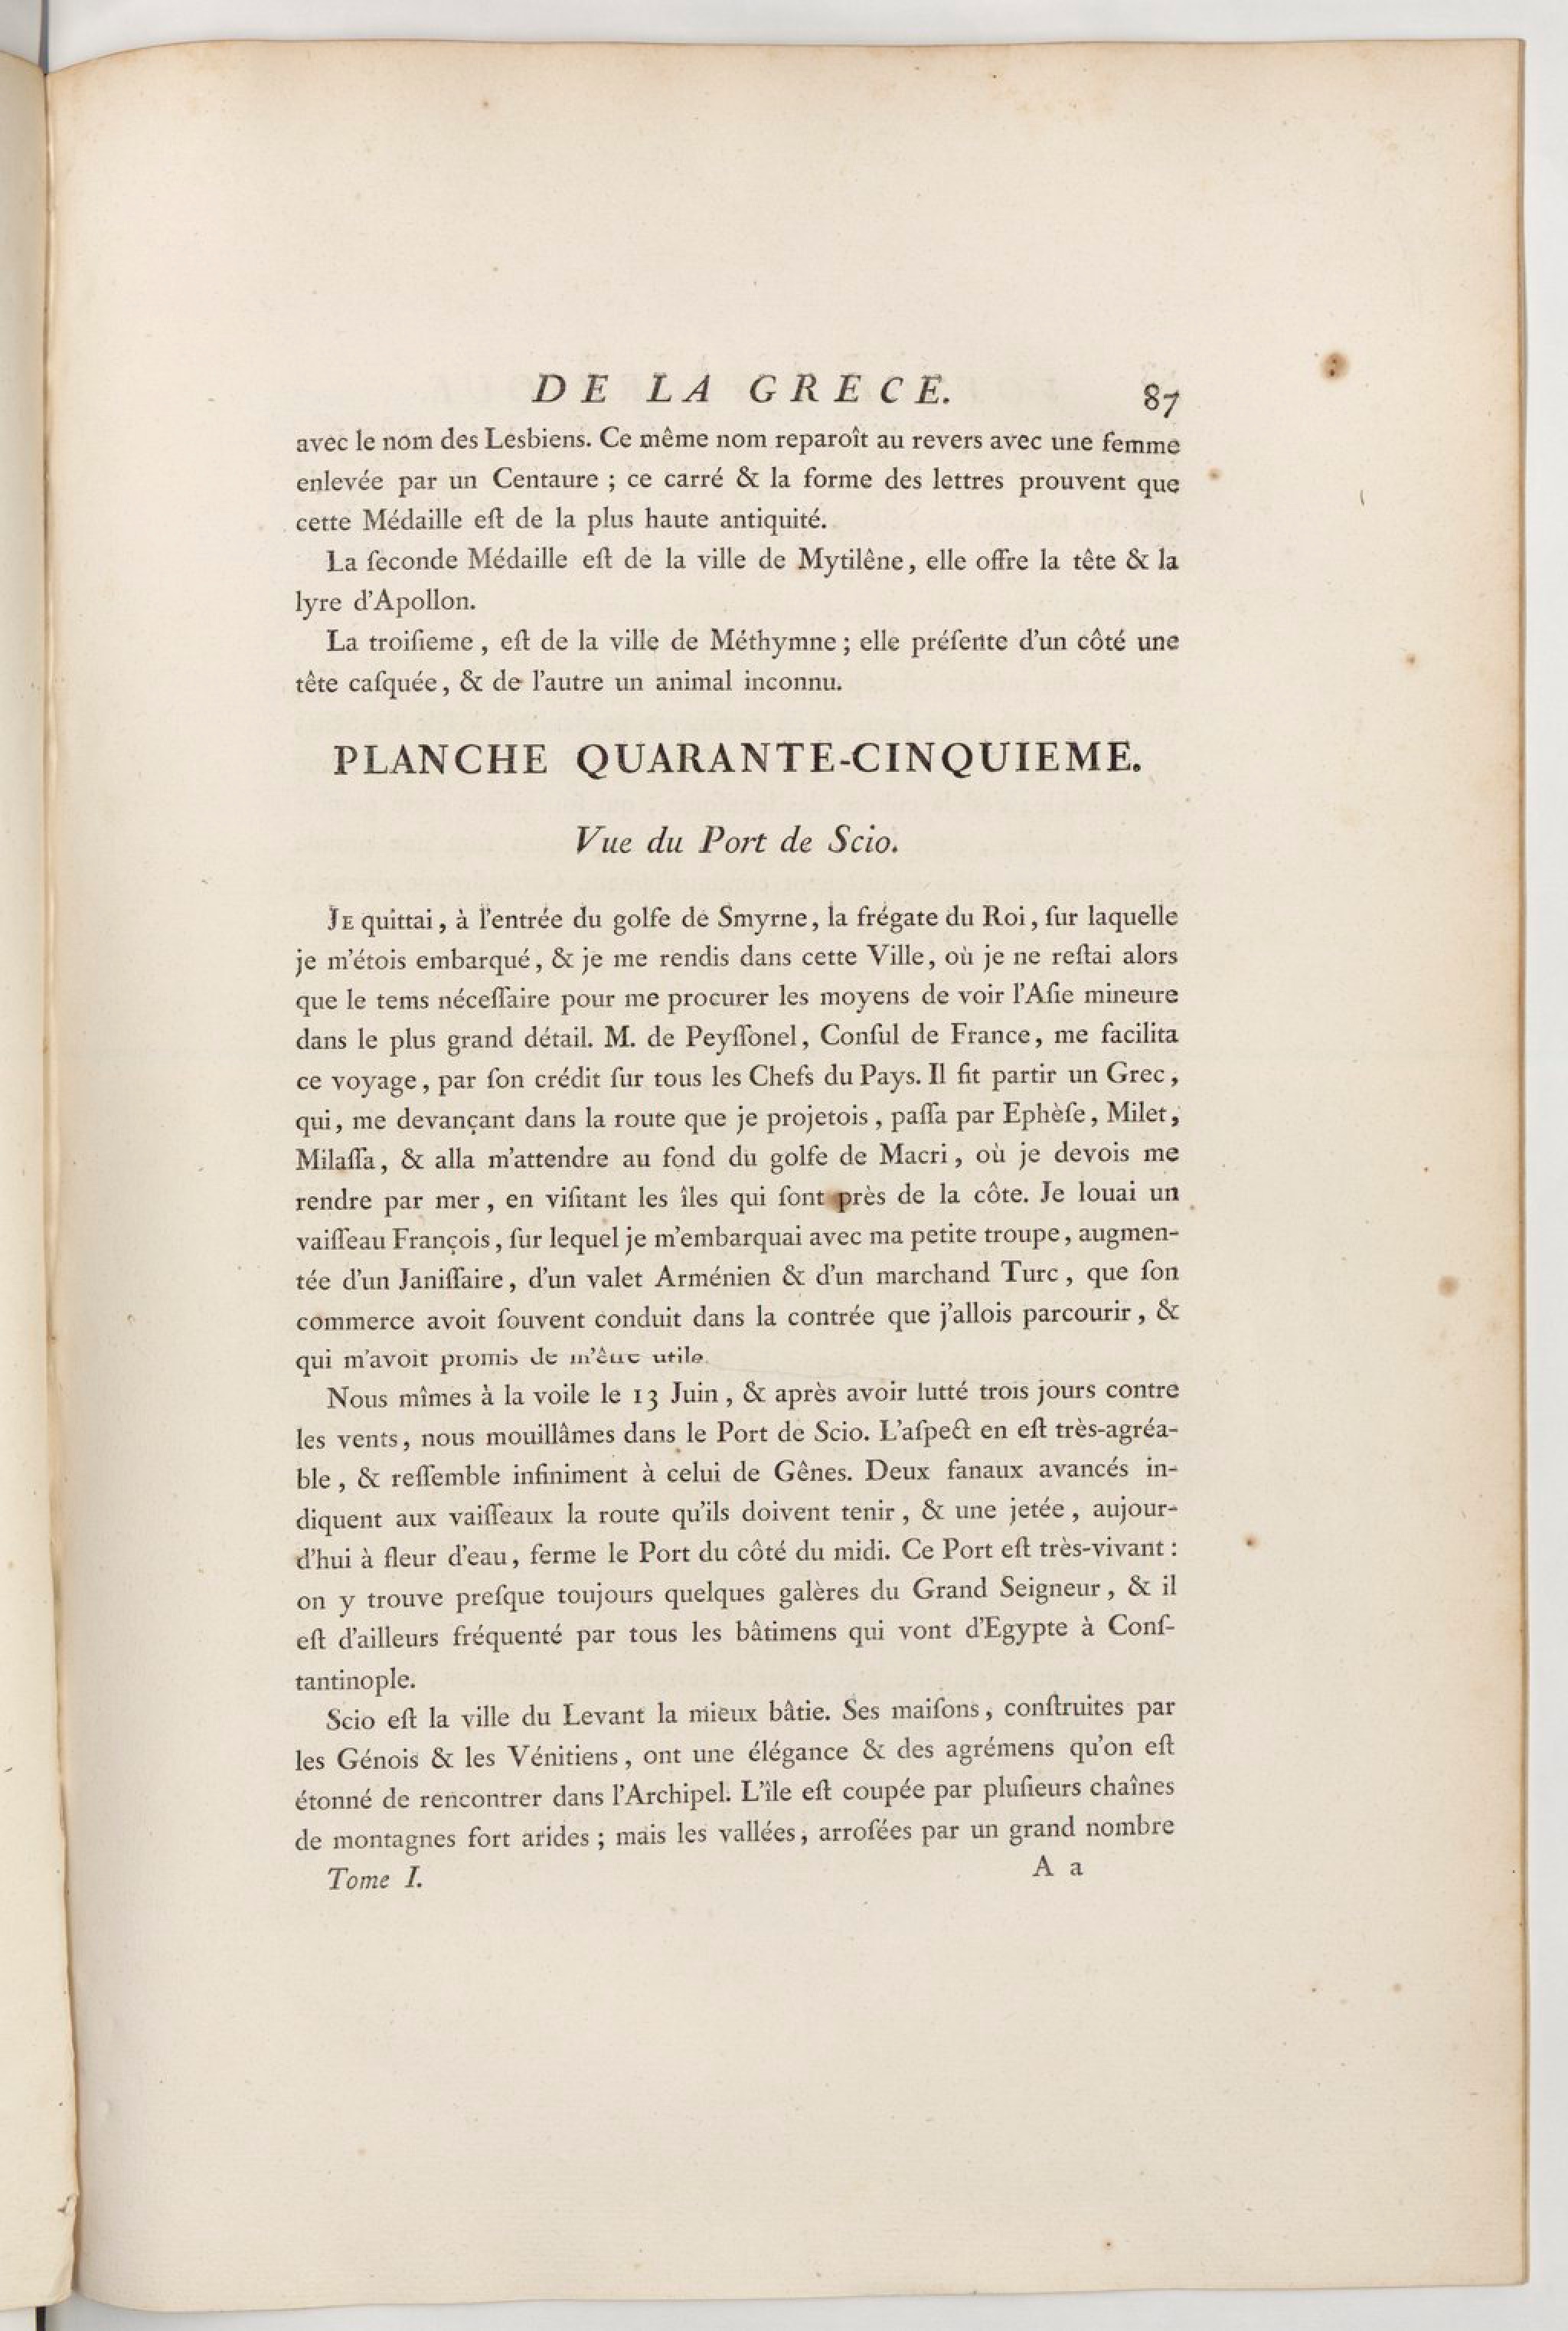 DE LA GRECE. 87
avec le nom des Lesbiens. Ce même nom reparoît au revers avec une femme
enlevée par un Centaure ; ce carré & la forme des lettres prouvent que
cette Médaille eſt de la plus haute antiquité.
La ſeconde Médaille eſt de la ville de Mytilêne, elle offre la tête & la
lyre d'Apollon.
La troiſieme, eſt de la ville de Méthymne ; elle préſente d'un côté une
tête caſquée, & de l'autre un animal inconnu.
PLANCHE QUARANTE-CINQUIEME.
Vue du Port de Scio.
JE quittai, à l'entrée du golfe de Smyrne, la frégate du Roi, ſur laquelle
je m'étois embarqué, & je me rendis dans cette Ville, où je ne reſtai alors
que le tems néceſſaire pour me procurer les moyens de voir l'Aſie mineure
dans le plus grand détail. M. de Peyſſonel, Conſul de France, me facilita
ce voyage, par ſon crédit ſur tous les Chefs du Pays. Il fit partir un Grec,
qui, me devançant dans la route que je projetois, paſſa par Ephèſe, Milet,
Milaſſa, & alla m'attendre au fond du golfe de Macri, où je devois me
rendre par mer, en viſitant les îles qui ſont près de la côte. Je louai un
vaiſſeau François, ſur lequel je m'embarquai avec ma petite troupe, augmen-
tée d'un Janiſſaire, d'un valet Arménien & d'un marchand Turc, que ſon
commerce avoit ſouvent conduit dans la contrée que j'allois parcourir, &
qui m'avoit promis de m'être utile.
Nous mîmes à la voile le 13 Juin, & après avoir lutté trois jours contre
les vents, nous mouillâmes dans le Port de Scio. L'aſpect en eſt très-agréa-
ble, & reſſemble infiniment à celui de Gênes. Deux fanaux avancés in-
diquent aux vaiſſeaux la route qu'ils doivent tenir, & une jetée, aujour-
d'hui à fleur d'eau, ferme le Port du côté du midi. Ce Port eſt très-vivant :
on y trouve preſque toujours quelques galères du Grand Seigneur, & il
eſt d'ailleurs fréquenté par tous les bâtimens qui vont d'Egypte à Conſ-
tantinople.
Scio eſt la ville du Levant la mieux bâtie. Ses maiſons, conſtruites par
les Génois & les Vénitiens, ont une élégance & des agrémens qu'on eſt
étonné de rencontrer dans l'Archipel. L'île eſt coupée par pluſieurs chaînes
de montagnes fort arides ; mais les vallées, arroſées par un grand nombre
Tome I. A a